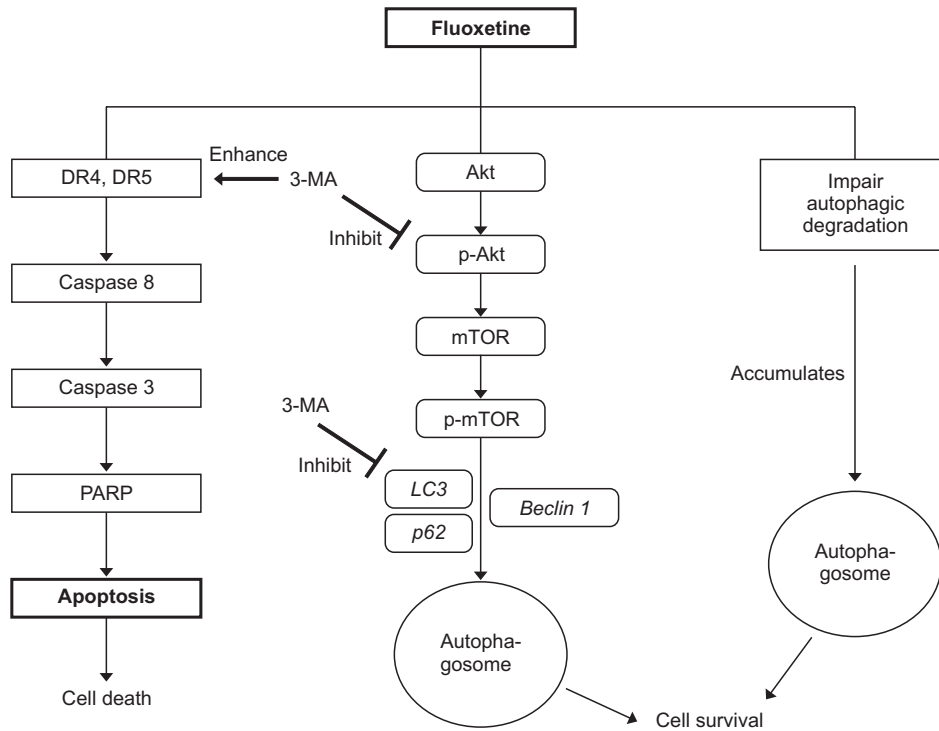 Fluoxetine
DR4, DR5
Enhance
3-MA
Inhibit
Akt
p-Akt
mTOR
p-mTOR
Impair
autophagic
degradation
Caspase 8
Caspase 3
PARP
Apoptosis
Cell death
3-MA
Inhibit
LC3
p62
Beclin 1
Autopha-
gosome
Accumulates
Autopha-
gosome
Cell survival